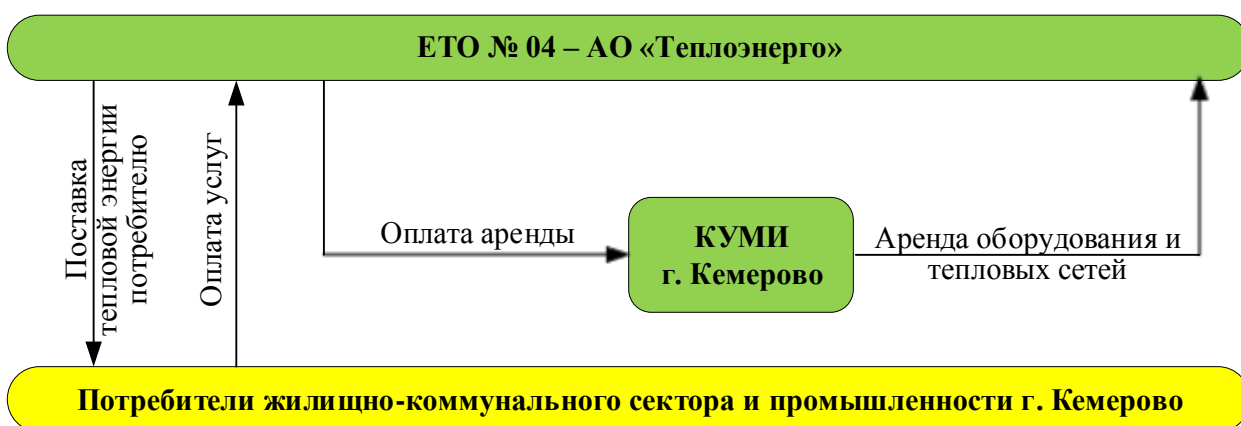 ЕТО № 04 – АО «Теплоэнерго»
Поставка
тепловой энергии
потребителю
Оплата услуг
Оплата аренды
КУМИ
г. Кемерово
Аренда оборудования и
тепловых сетей
Потребители жилищно-коммунального сектора и промышленности г. Кемерово